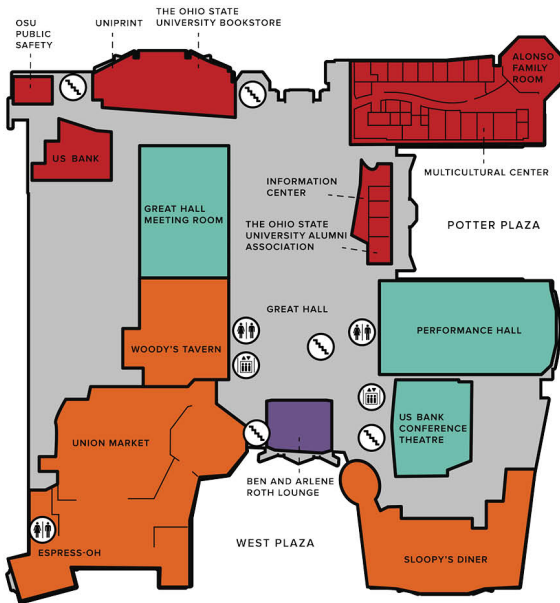 OSU
PUBLIC
SAFETY
UNIPRINT
THE OHIO STATE
UNIVERSITY BOOKSTORE
ALONSO
FAMILY
ROOM
US BANK
MULTICULTURAL CENTER
INFORMATION
CENTER
GREAT HALL
MEETING ROOM
THE OHIO STATE
UNIVERSITY ALUMNI
ASSOCIATION
POTTER PLAZA
GREAT HALL
PERFORMANCE HALL
WOODY'S TAVERN
US BANK
CONFERENCE
THEATRE
UNION MARKET
BEN AND ARLENE
ROTH LOUNGE
WEST PLAZA
ESPRESS-OH
SLOOPY'S DINER